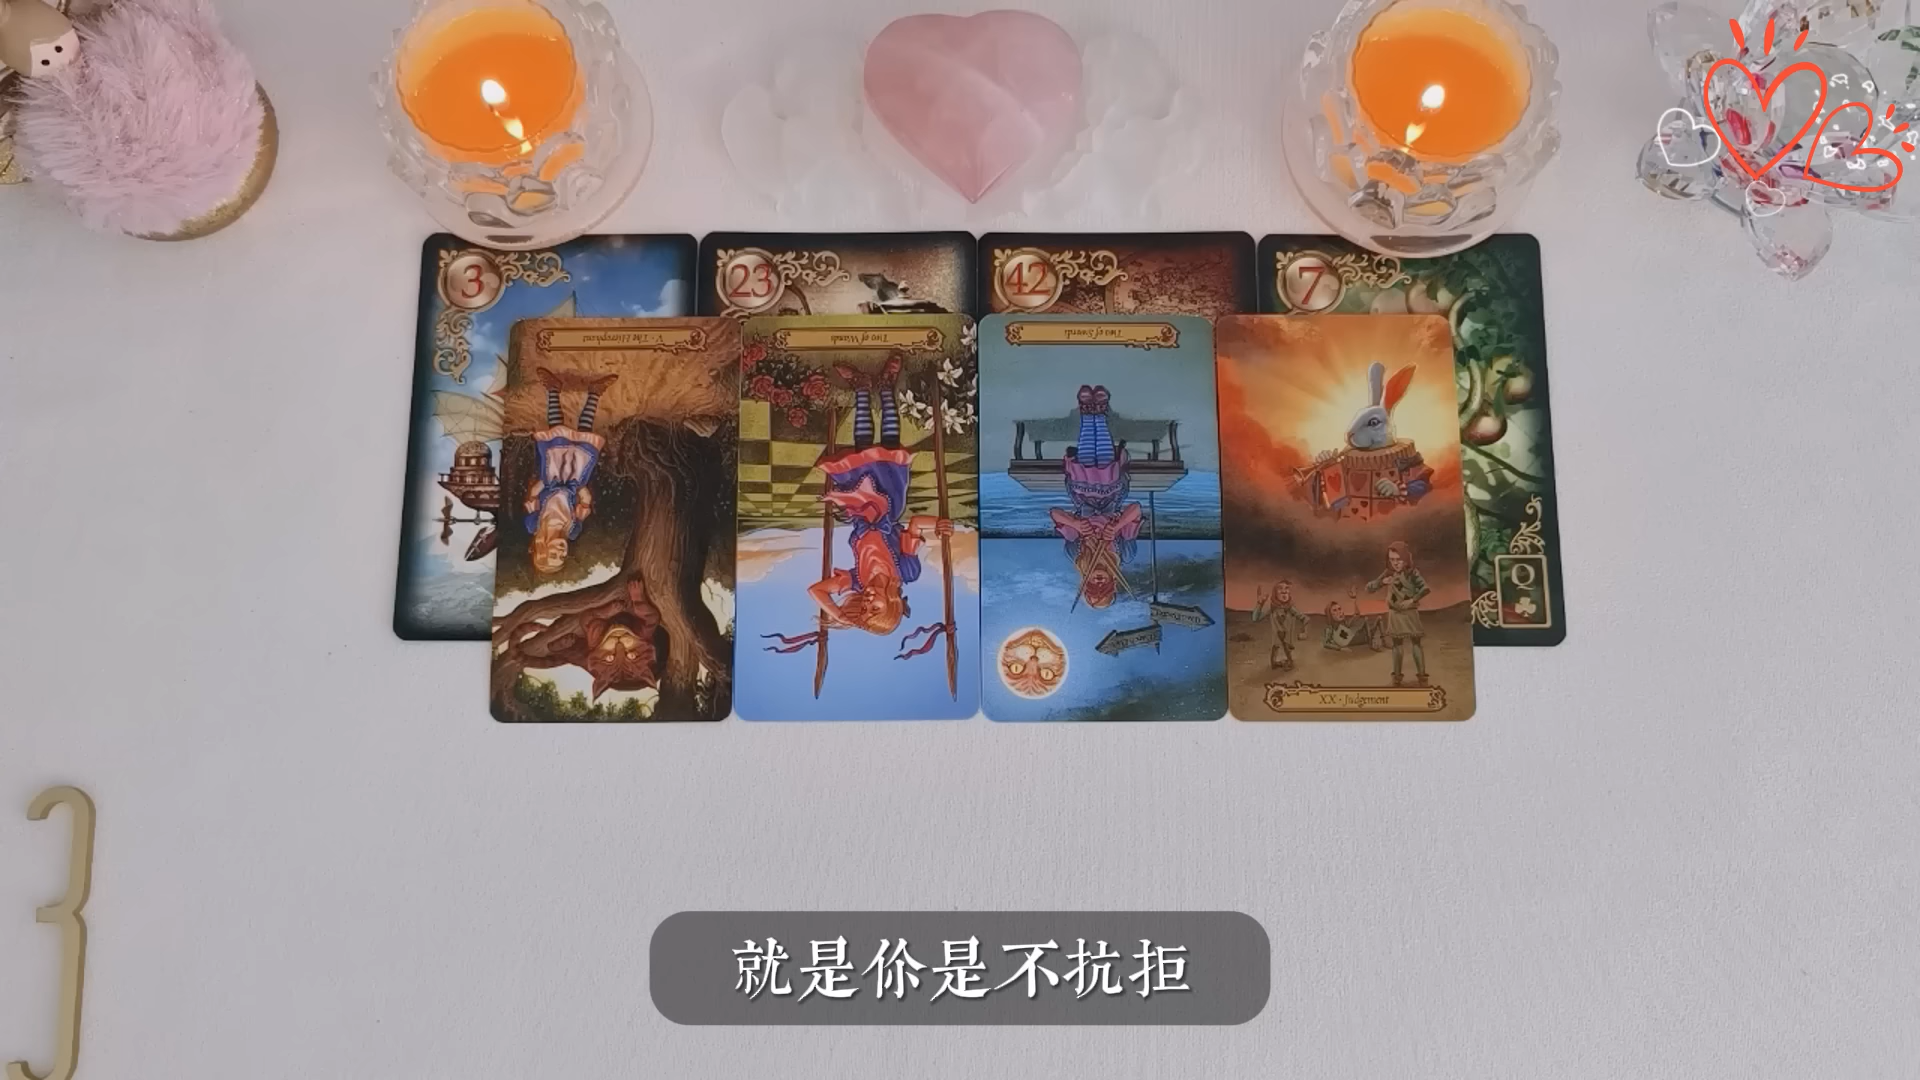 3
23
42
7
V · The Hierophant
Two of Wands
Two of Swords
Q
XX · Judgement
3
就是你是不抗拒